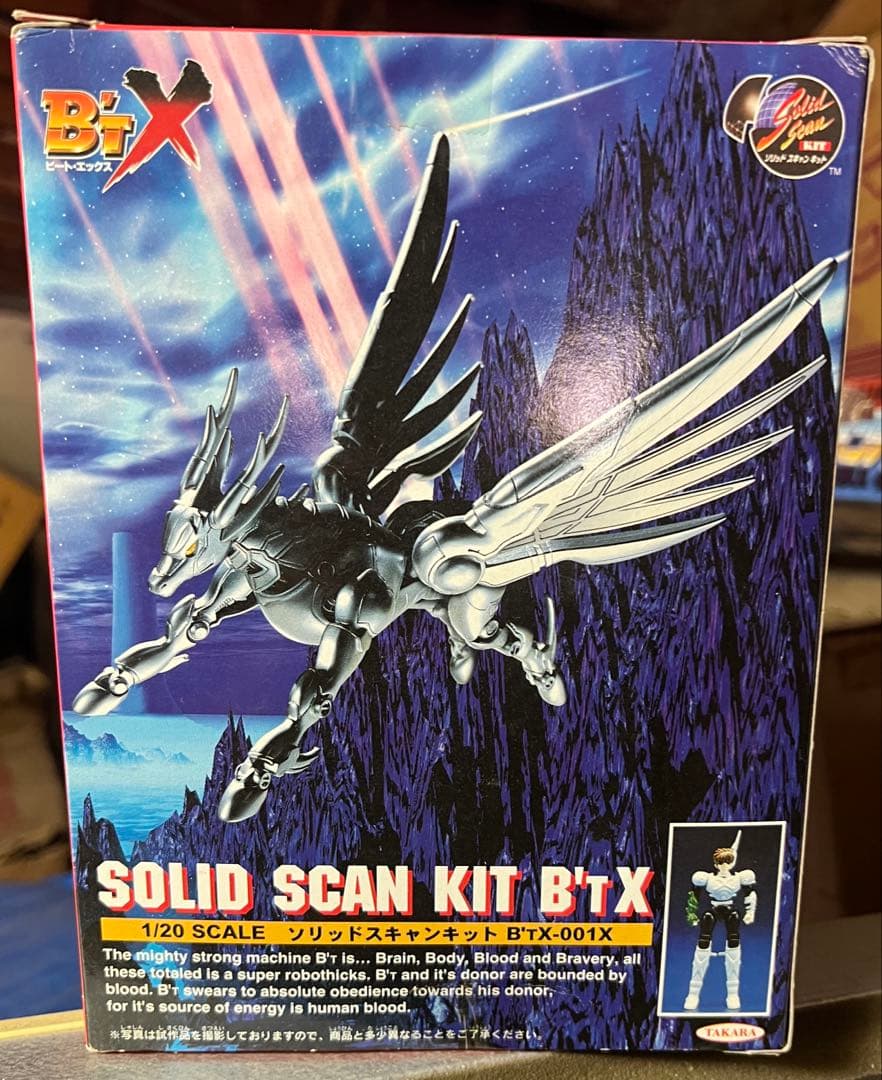 B'TX
ビート・エックス
Solid
Scan
KIT
ソリッドスキャンキット
TM
SOLID SCAN KIT B'TX
1/20 SCALE ソリッドスキャンキット B'TX-001X
The mighty strong machine B'T is... Brain, Body, Blood and Bravery, all
these totaled is a super robothicks. B'T and it's donor are bounded by
blood. B'T swears to absolute obedience towards his donor,
for it's source of energy is human blood.
※写真は試作品を撮影しておりますので、商品と多少異なることをご了承ください。
TAKARA